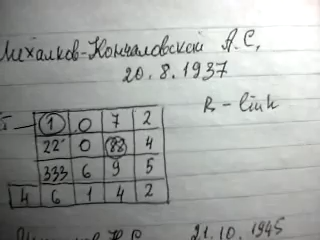 Михалков-Кончаловский А.С.
20.8.1937
R - link
1 0 7 2
22 0 88 4
333 6 9 5
4 6 1 4 2
21.10.1945